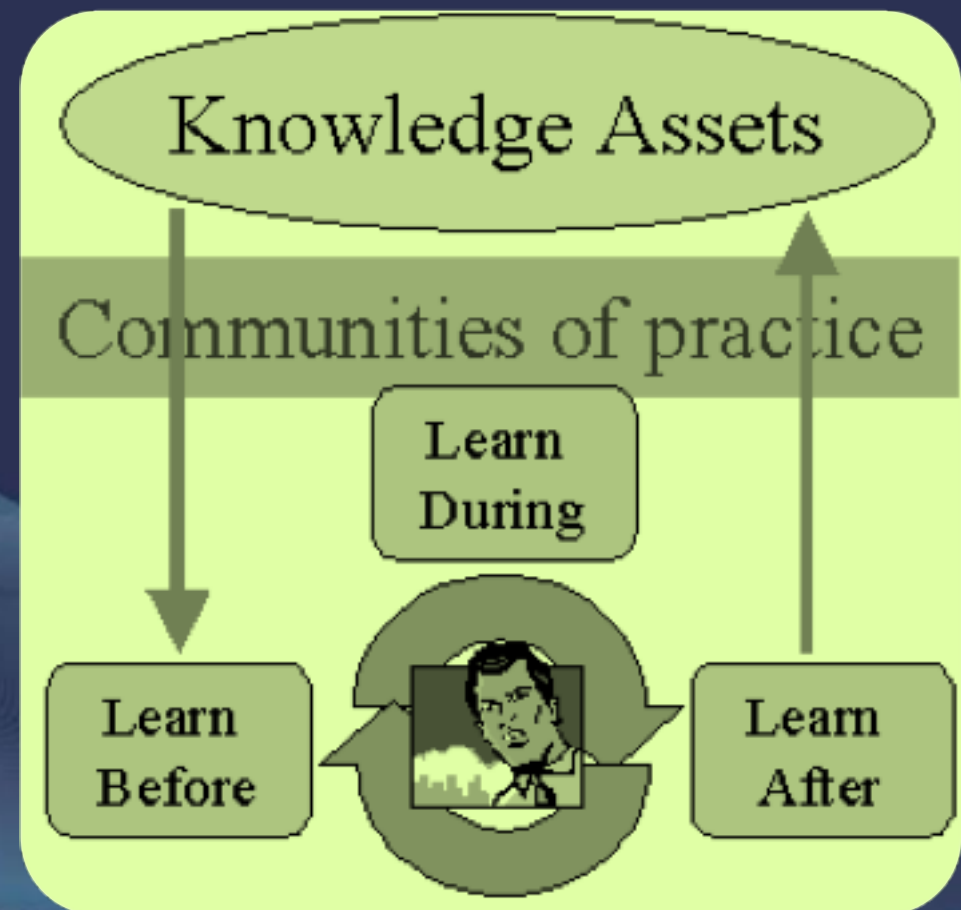 Knowledge Assets
Communities of practice
Learn
During
Learn
Before
Learn
After